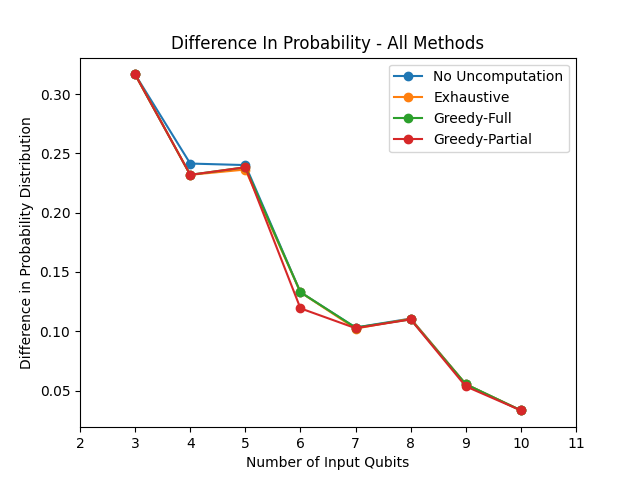 Difference In Probability - All Methods
No Uncomputation
Exhaustive
Greedy-Full
Greedy-Partial
Difference in Probability Distribution
0.30
0.25
0.20
0.15
0.10
0.05
2 3 4 5 6 7 8 9 10 11
Number of Input Qubits